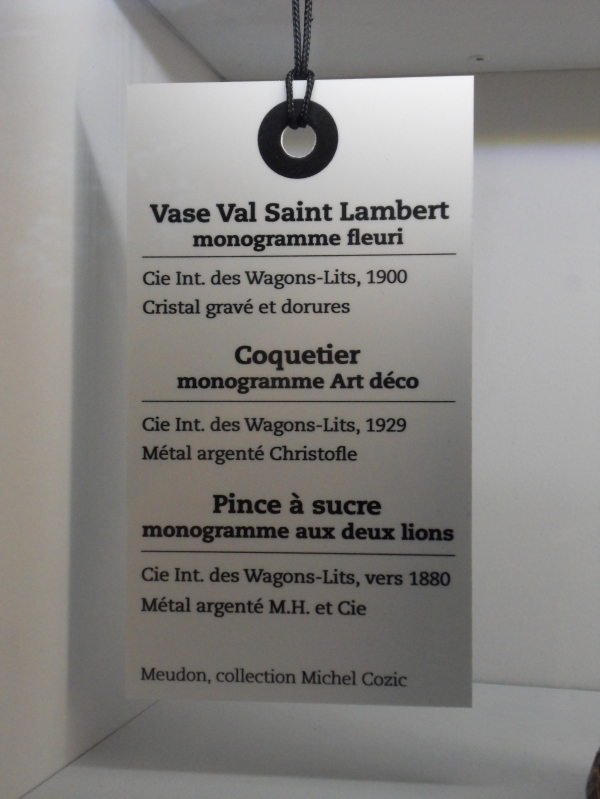 Vase Val Saint Lambert
monogramme fleuri
Cie Int. des Wagons-Lits, 1900
Cristal gravé et dorures
Coquetier
monogramme Art déco
Cie Int. des Wagons-Lits, 1929
Métal argenté Christofle
Pince à sucre
monogramme aux deux lions
Cie Int. des Wagons-Lits, vers 1880
Métal argenté M.H. et Cie
Meudon, collection Michel Cozic